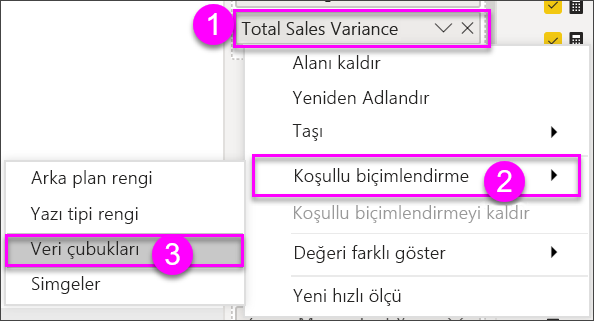 1
Total Sales Variance
Alanı kaldır
Yeniden Adlandır
Taşı
Koşullu biçimlendirme
2
Koşullu biçimlendirmeyi kaldır
Değeri farklı göster
Yeni hızlı ölçü
Arka plan rengi
Yazı tipi rengi
Veri çubukları
3
Simgeler